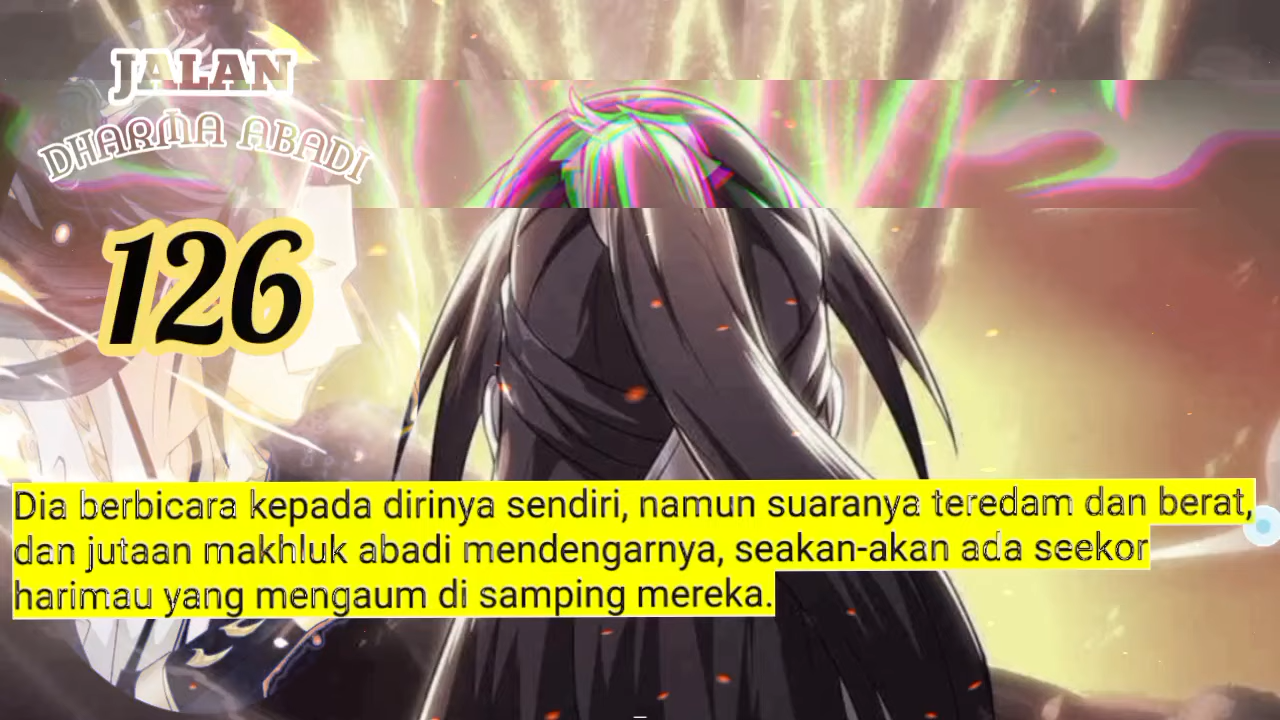 JALAN
DHARMA ABADI
126
Dia berbicara kepada dirinya sendiri, namun suaranya teredam dan berat,
dan jutaan makhluk abadi mendengarnya, seakan-akan ada seekor
harimau yang mengaum di samping mereka.